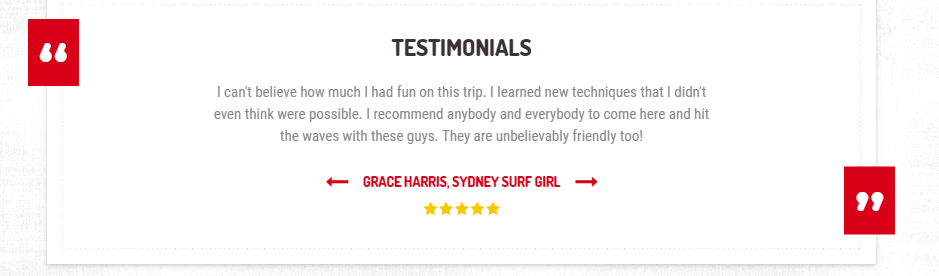 “
TESTIMONIALS
I can't believe how much I had fun on this trip. I learned new techniques that I didn't
even think were possible. I recommend anybody and everybody to come here and hit
the waves with these guys. They are unbelievably friendly too!
GRACE HARRIS, SYDNEY SURF GIRL
”